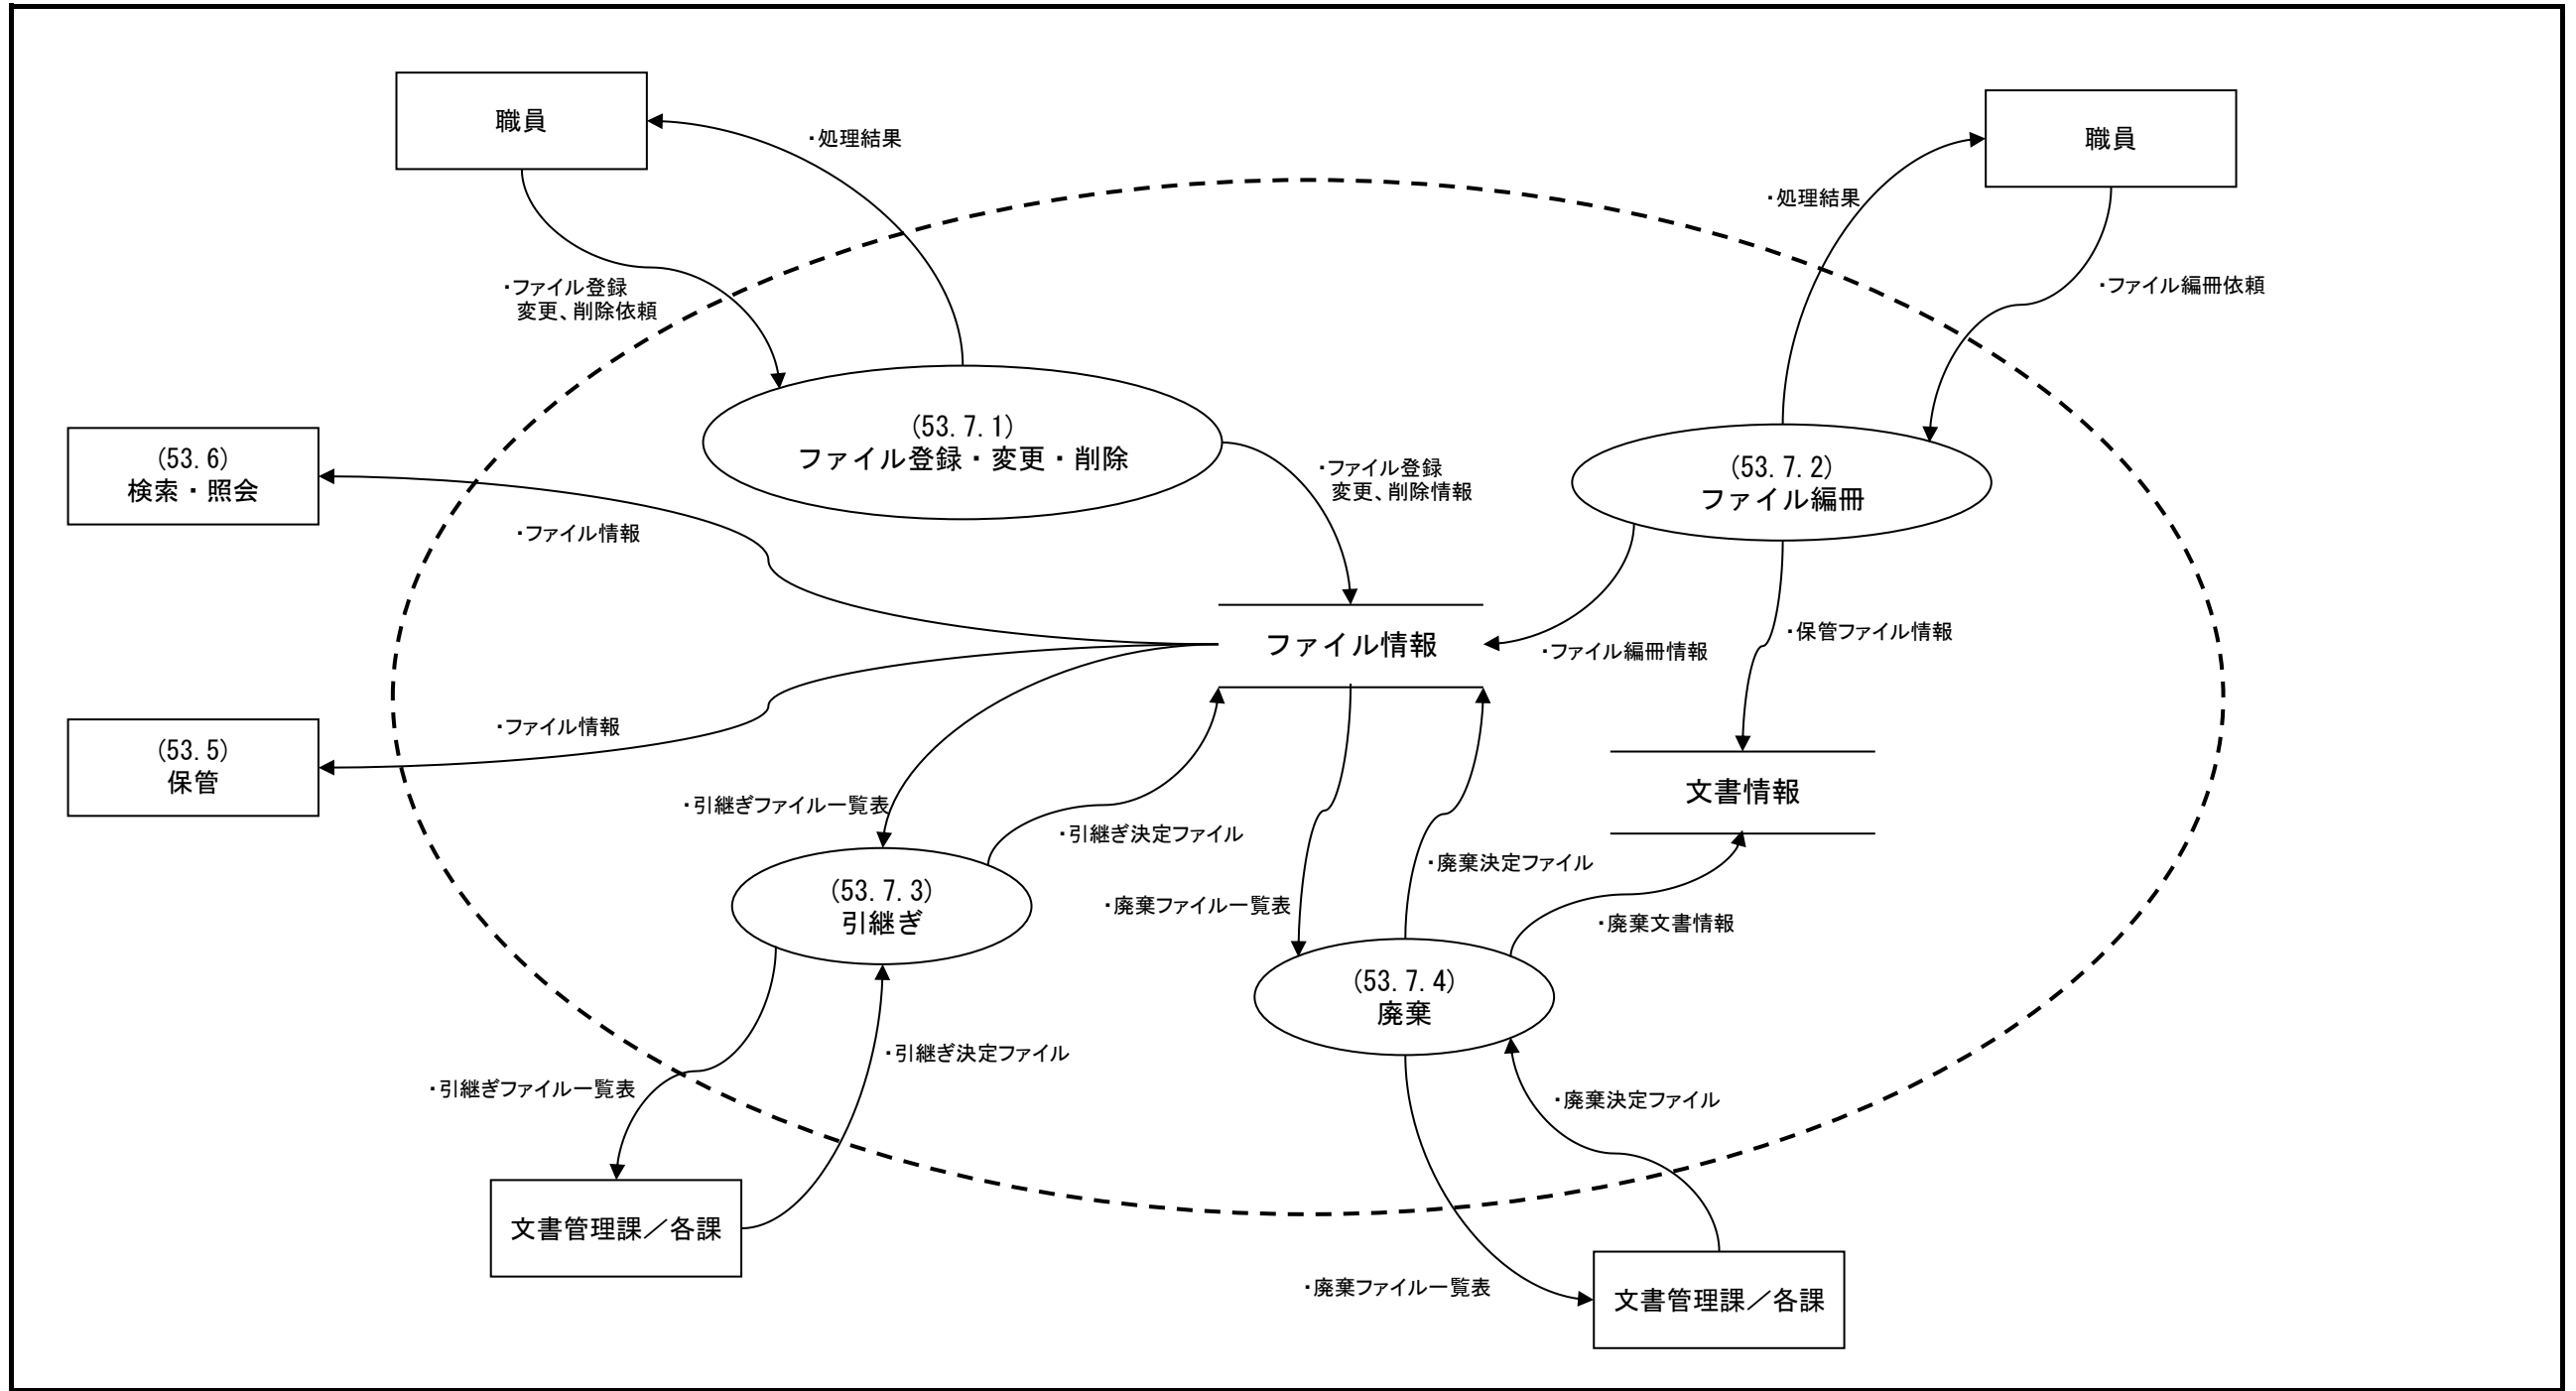 職員
・処理結果
・ファイル登録
変更、削除依頼
職員
・処理結果
・ファイル編冊依頼
(53.7.1)
ファイル登録・変更・削除
(53.6)
検索・照会
・ファイル登録
変更、削除情報
(53.7.2)
ファイル編冊
・ファイル情報
ファイル情報
・ファイル編冊情報
・保管ファイル情報
(53.5)
保管
・ファイル情報
文書情報
・引継ぎファイル一覧表
・引継ぎ決定ファイル
・廃棄決定ファイル
・廃棄ファイル一覧表
・廃棄文書情報
(53.7.3)
引継ぎ
(53.7.4)
廃棄
・引継ぎ決定ファイル
・引継ぎファイル一覧表
・廃棄決定ファイル
文書管理課／各課
・廃棄ファイル一覧表
文書管理課／各課